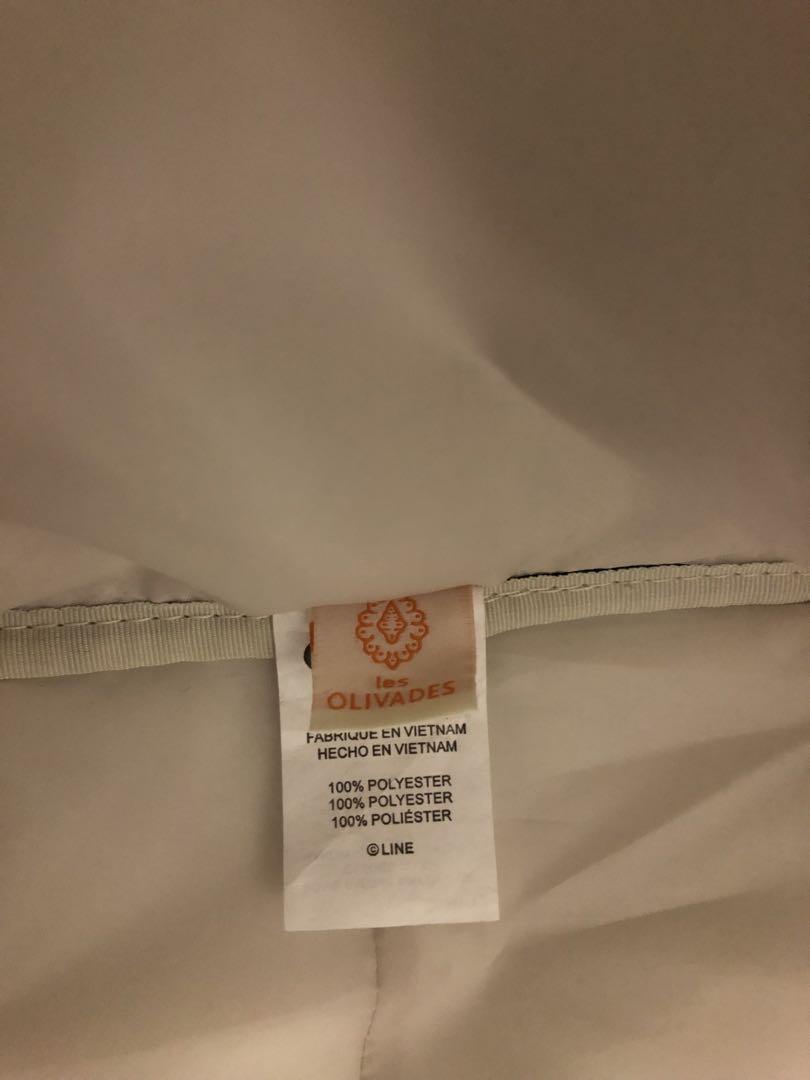 les
OLIVADES
FABRIQUE EN VIETNAM
HECHO EN VIETNAM
100% POLYESTER
100% POLYESTER
100% POLIÉSTER
©LINE